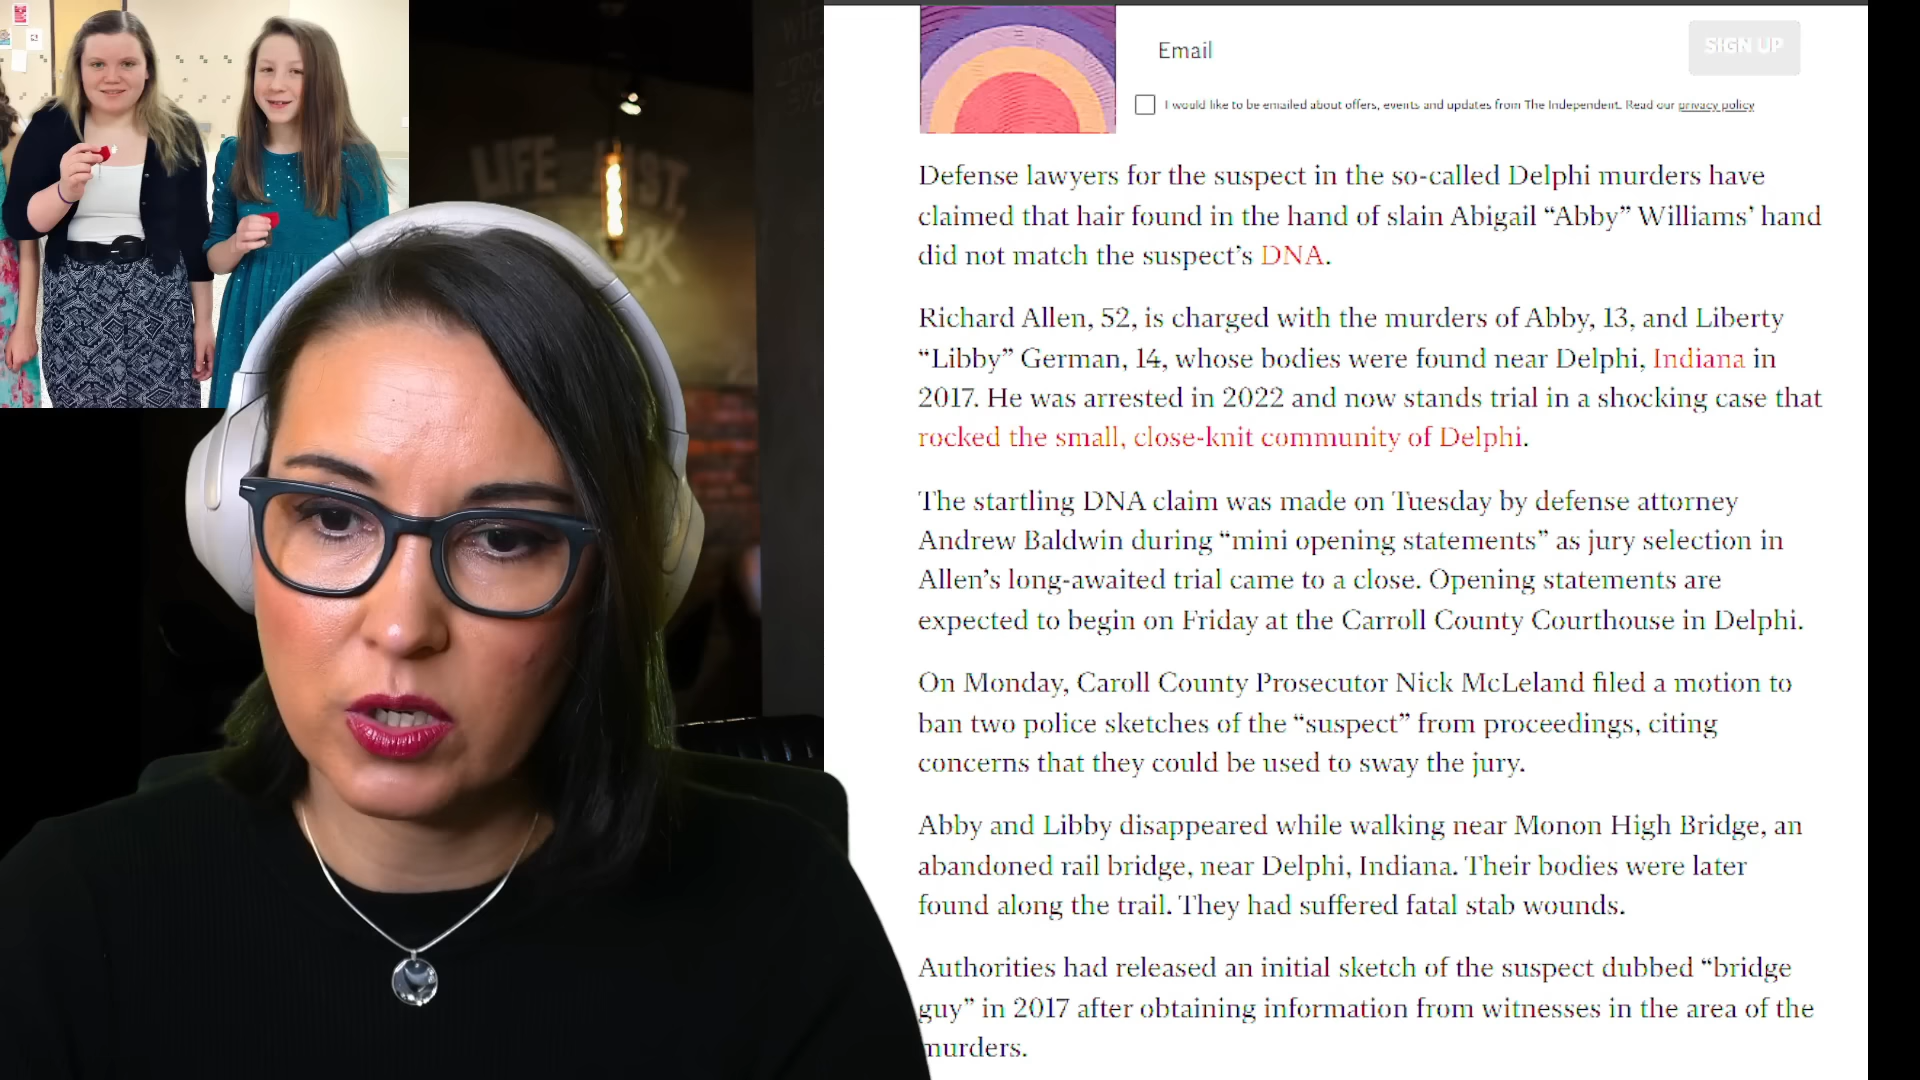 LIFE
Email
SIGN UP
I would like to be emailed about offers, events and updates from The Independent. Read our privacy policy
Defense lawyers for the suspect in the so-called Delphi murders have
claimed that hair found in the hand of slain Abigail “Abby” Williams’ hand
did not match the suspect’s DNA.
Richard Allen, 52, is charged with the murders of Abby, 13, and Liberty
“Libby” German, 14, whose bodies were found near Delphi, Indiana in
2017. He was arrested in 2022 and now stands trial in a shocking case that
rocked the small, close-knit community of Delphi.
The startling DNA claim was made on Tuesday by defense attorney
Andrew Baldwin during “mini opening statements” as jury selection in
Allen’s long-awaited trial came to a close. Opening statements are
expected to begin on Friday at the Carroll County Courthouse in Delphi.
On Monday, Caroll County Prosecutor Nick McLeland filed a motion to
ban two police sketches of the “suspect” from proceedings, citing
concerns that they could be used to sway the jury.
Abby and Libby disappeared while walking near Monon High Bridge, an
abandoned rail bridge, near Delphi, Indiana. Their bodies were later
found along the trail. They had suffered fatal stab wounds.
Authorities had released an initial sketch of the suspect dubbed “bridge
guy” in 2017 after obtaining information from witnesses in the area of the
murders.